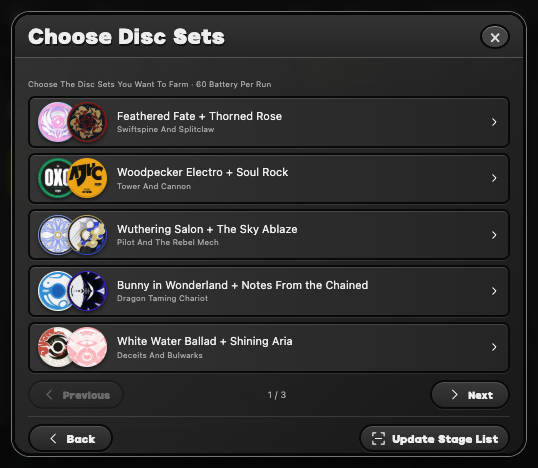 Choose Disc Sets
Choose The Disc Sets You Want To Farm - 60 Battery Per Run
Feathered Fate + Thorned Rose
Swiftspine And Splitclaw
Woodpecker Electro + Soul Rock
Tower And Cannon
Wuthering Salon + The Sky Ablaze
Pilot And The Rebel Mech
Bunny in Wonderland + Notes From the Chained
Dragon Taming Chariot
White Water Ballad + Shining Aria
Deceits And Bulwarks
Previous
1 / 3
Next
Back
Update Stage List